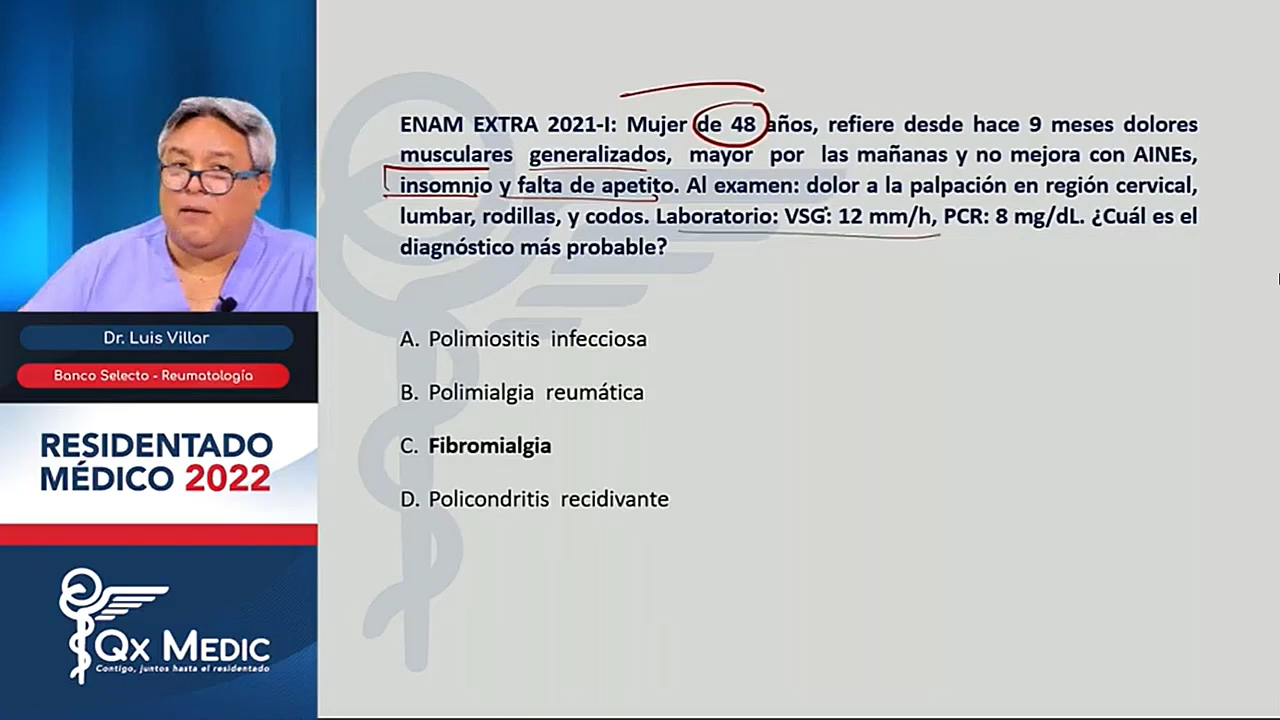 ENAM EXTRA 2021-I: Mujer de 48 años, refiere desde hace 9 meses dolores
musculares generalizados, mayor por las mañanas y no mejora con AINEs,
insomnio y falta de apetito. Al examen: dolor a la palpación en región cervical,
lumbar, rodillas, y codos. Laboratorio: VSG: 12 mm/h, PCR: 8 mg/dL. ¿Cuál es el
diagnóstico más probable?
A. Polimiositis infecciosa
B. Polimialgia reumática
C. Fibromialgia
D. Policondritis recidivante
Dr. Luis Villar
Banco Selecto - Reumatología
RESIDENTADO
MÉDICO 2022
Qx MEDIC
Contigo, juntos hasta el residentado